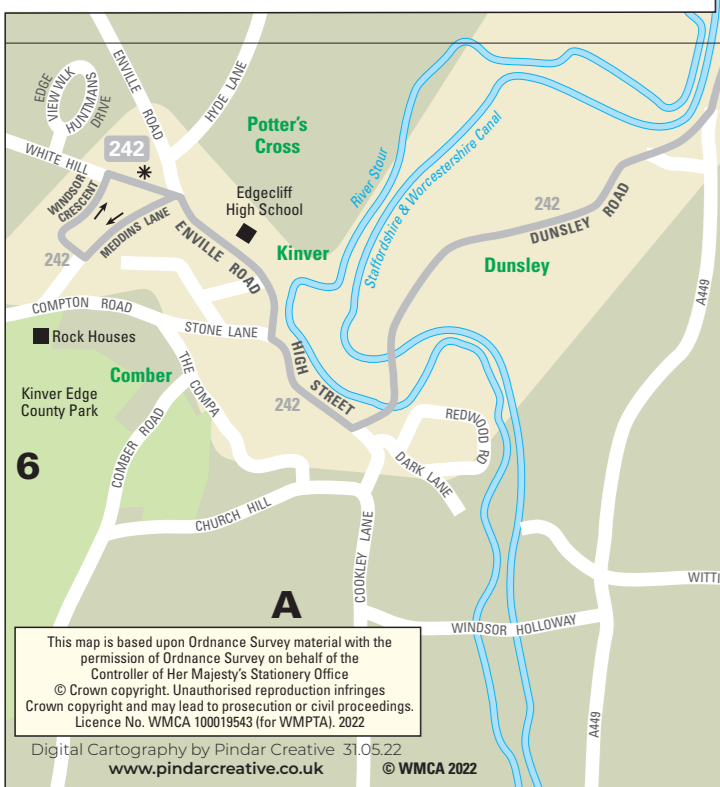 EDGE
VIEW WLK
HUNTMANS
DRIVE
ENVILLE
ROAD
HYDE LANE
Potter's
Cross
WHITE HILL
242
*
WINDSOR
CRESCENT
MEDDINS LANE
242
Edgecliff
High School
ENVILLE
ROAD
Kinver
River Stour
Staffordshire & Worcestershire Canal
242
DUNSLEY ROAD
Dunsley
A449
COMPTON ROAD
Rock Houses
STONE LANE
Comber
THE COMPA
Kinver Edge
County Park
HIGH STREET
242
REDWOOD
RD
DARK LANE
6
COMBER ROAD
CHURCH HILL
COOKLEY LANE
A
WITTI
WINDSOR HOLLOWAY
A449
This map is based upon Ordnance Survey material with the
permission of Ordnance Survey on behalf of the
Controller of Her Majesty's Stationery Office
© Crown copyright. Unauthorised reproduction infringes
Crown copyright and may lead to prosecution or civil proceedings.
Licence No. WMCA 100019543 (for WMPTA). 2022
Digital Cartography by Pindar Creative 31.05.22
www.pindarcreative.co.uk © WMCA 2022